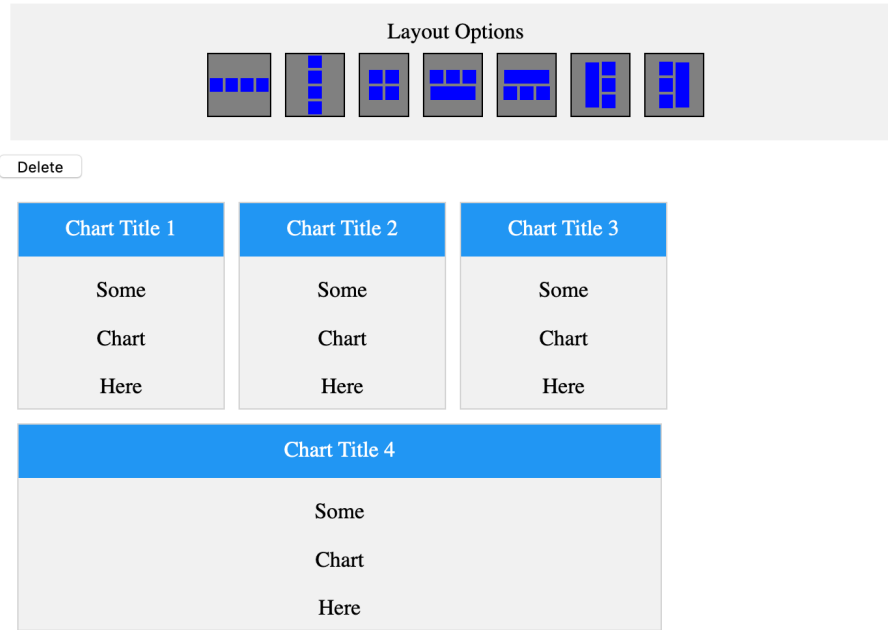 Layout Options
Delete
Chart Title 1
Chart Title 2
Chart Title 3
Some
Some
Some
Chart
Chart
Chart
Here
Here
Here
Chart Title 4
Some
Chart
Here